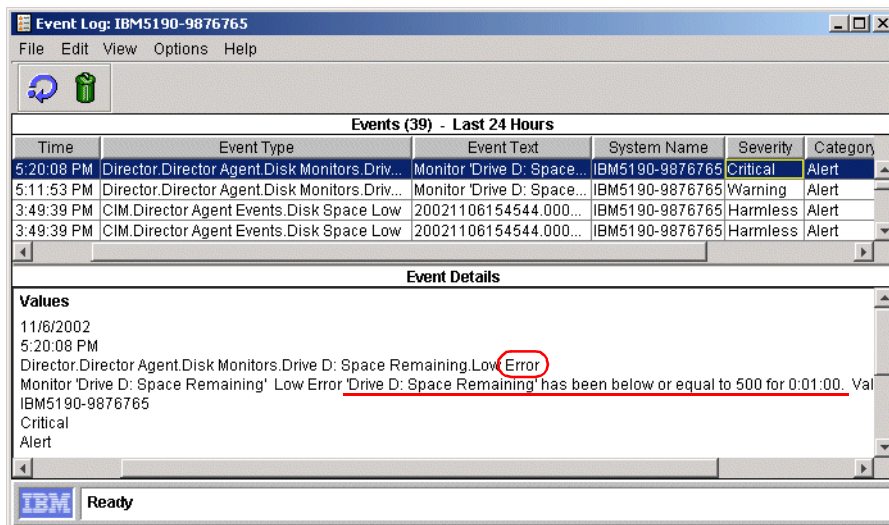 Event Log: IBM5190-9876765
File Edit View Options Help
Events (39) - Last 24 Hours
Time Event Type Event Text System Name Severity Category
5:20:08 PM Director.Director Agent.Disk Monitors.Driv... Monitor 'Drive D: Space... IBM5190-9876765 Critical Alert
5:11:53 PM Director.Director Agent.Disk Monitors.Driv... Monitor 'Drive D: Space... IBM5190-9876765 Warning Alert
3:49:39 PM CIM.Director Agent Events.Disk Space Low 20021106154544.000... IBM5190-9876765 Harmless Alert
3:49:39 PM CIM.Director Agent Events.Disk Space Low 20021106154544.000... IBM5190-9876765 Harmless Alert
Event Details
Values
11/6/2002
5:20:08 PM
Director.Director Agent.Disk Monitors.Drive D: Space Remaining.Low Error
Monitor 'Drive D: Space Remaining' Low Error 'Drive D: Space Remaining' has been below or equal to 500 for 0:01:00. Val
IBM5190-9876765
Critical
Alert
IBM Ready